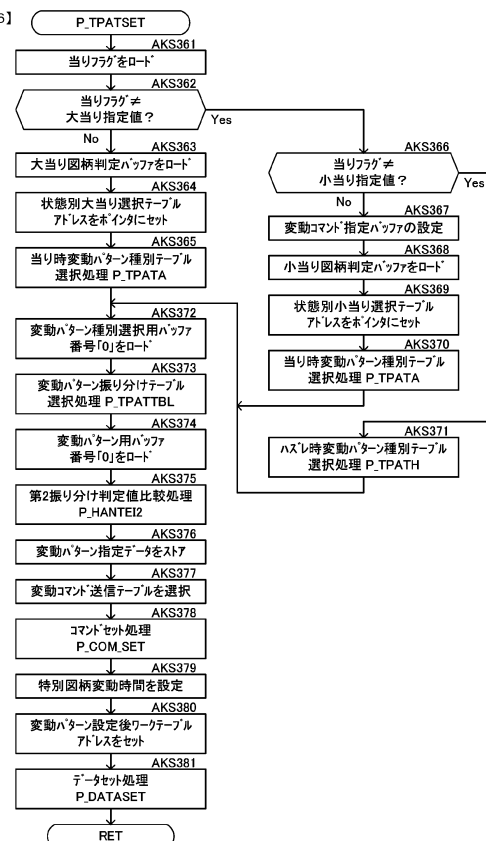 6】
P_TPATSET
AKS361
当りフラグをロード
AKS362
当りフラグ≠
大当り指定値？
Yes
No
AKS363
大当り図柄判定バッファをロード
AKS364
状態別大当り選択テーブル
アドレスをポインタにセット
AKS365
当り時変動パターン種別テーブル
選択処理 P_TPATA
AKS366
当りフラグ≠
小当り指定値？
Yes
No
AKS367
変動コマンド指定バッファの設定
AKS368
小当り図柄判定バッファをロード
AKS369
状態別小当り選択テーブル
アドレスをポインタにセット
AKS370
当り時変動パターン種別テーブル
選択処理 P_TPATA
AKS371
ハズレ時変動パターン種別テーブル
選択処理 P_TPATH
AKS372
変動パターン種別選択用バッファ
番号「0」をロード
AKS373
変動パターン振り分けテーブル
選択処理 P_TPATTBL
AKS374
変動パターン用バッファ
番号「0」をロード
AKS375
第2振り分け判定値比較処理
P_HANTEI2
AKS376
変動パターン指定データをストア
AKS377
変動コマンド送信テーブルを選択
AKS378
コマンドセット処理
P_COM_SET
AKS379
特別図柄変動時間を設定
AKS380
変動パターン設定後ワークテーブル
アドレスをセット
AKS381
データセット処理
P_DATASET
RET